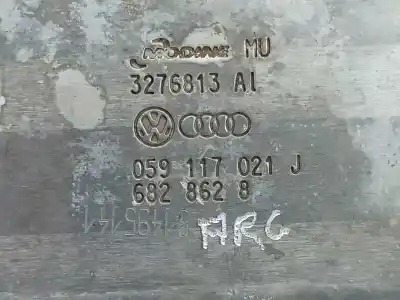 MODINE MU
3276813 AI
059 117 021 J
682 862 8
ARG